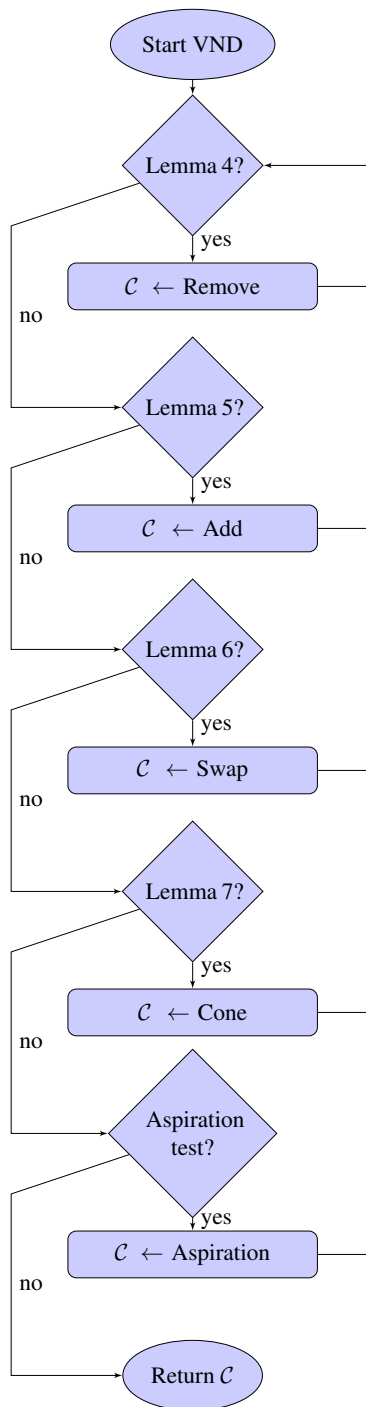 Start VND
Lemma 4?
yes
𝒞 ← Remove
no
Lemma 5?
yes
𝒞 ← Add
no
Lemma 6?
yes
𝒞 ← Swap
no
Lemma 7?
yes
𝒞 ← Cone
no
Aspiration
test?
yes
𝒞 ← Aspiration
no
Return 𝒞